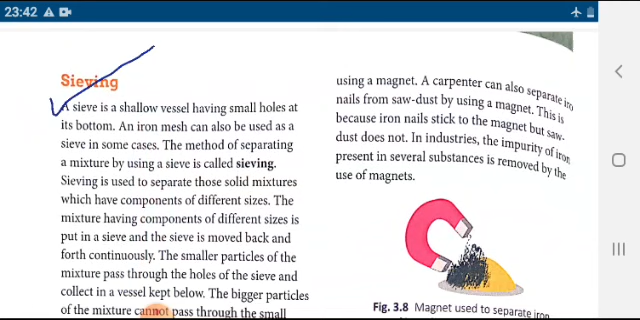 23:42
Sieving
A sieve is a shallow vessel having small holes at
its bottom. An iron mesh can also be used as a
sieve in some cases. The method of separating
a mixture by using a sieve is called sieving.
Sieving is used to separate those solid mixtures
which have components of different sizes. The
mixture having components of different sizes is
put in a sieve and the sieve is moved back and
forth continuously. The smaller particles of the
mixture pass through the holes of the sieve and
collect in a vessel kept below. The bigger particles
of the mixture cannot pass through the small
using a magnet. A carpenter can also separate iron
nails from saw-dust by using a magnet. This is
because iron nails stick to the magnet but saw-
dust does not. In industries, the impurity of iron
present in several substances is removed by the
use of magnets.
Fig. 3.8 Magnet used to separate iron